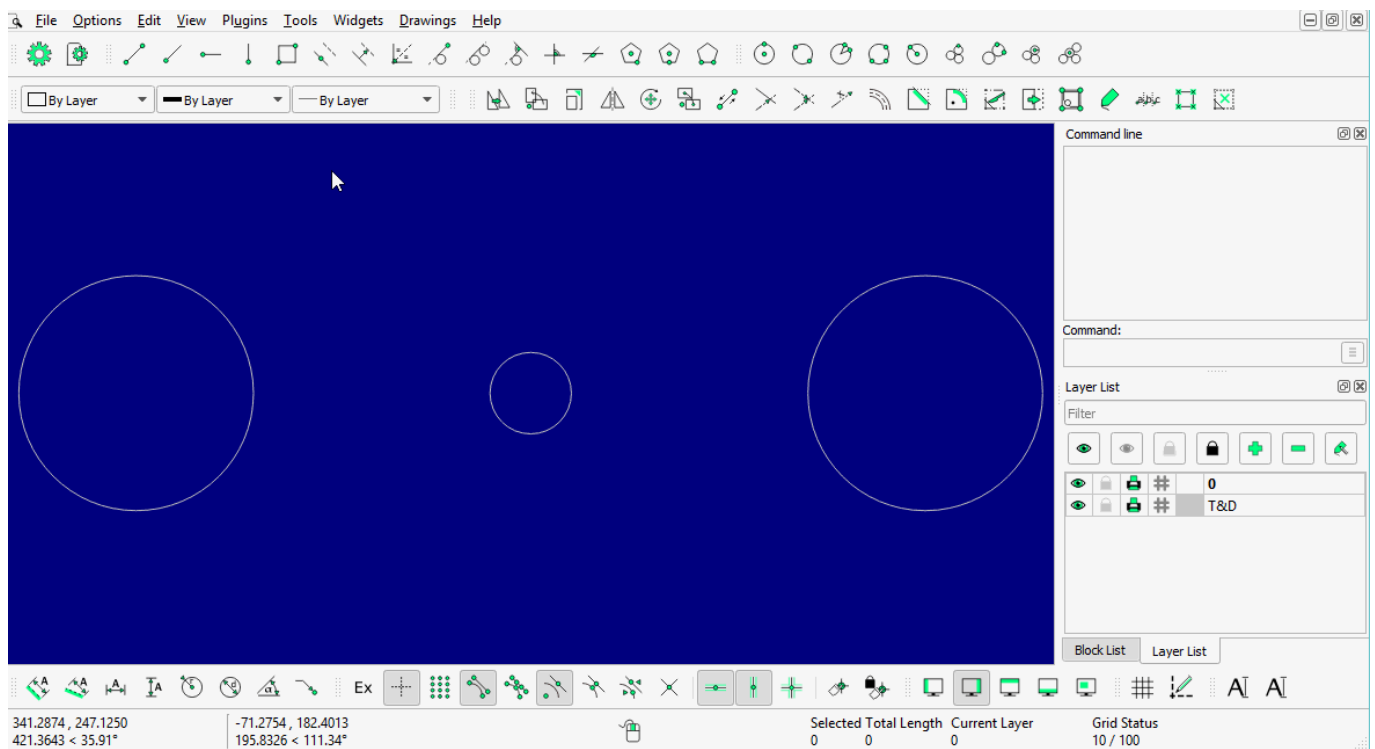 File Options Edit View Plugins Tools Widgets Drawings Help
By Layer By Layer By Layer
Command line
Command:
Layer List
Filter
0
T&D
Block List Layer List
Ex
341.2874 , 247.1250 -71.2754 , 182.4013 Selected Total Length Current Layer Grid Status
421.3643 < 35.91° 195.8326 < 111.34° 0 0 0 10 / 100